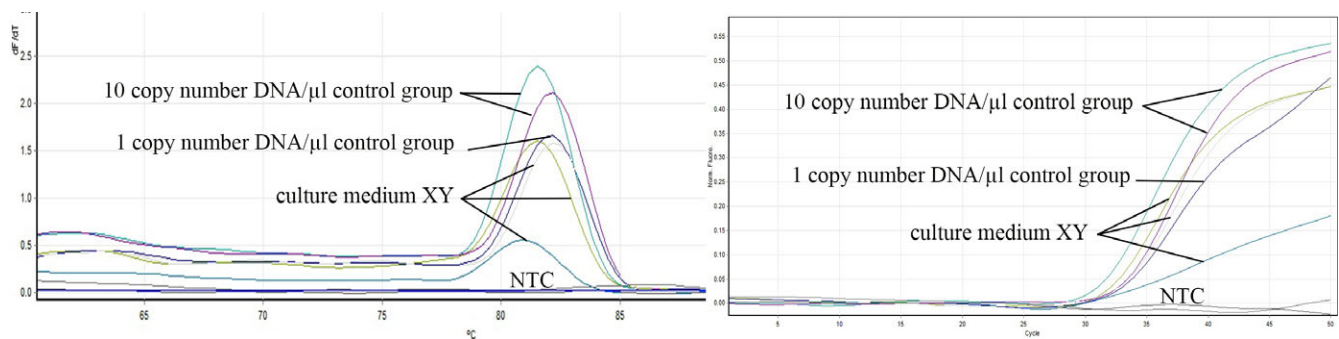 dF/dT
2.5
2.0
1.5
1.0
0.5
0.0
10 copy number DNA/µl control group
1 copy number DNA/µl control group
culture medium XY
NTC
65
70
75
80
85
ºC
Norm. Fluoro.
0.55
0.50
0.45
0.40
0.35
0.30
0.25
0.20
0.15
0.10
0.05
0.00
10 copy number DNA/µl control group
1 copy number DNA/µl control group
culture medium XY
NTC
5
10
15
20
25
30
35
40
45
50
Cycle